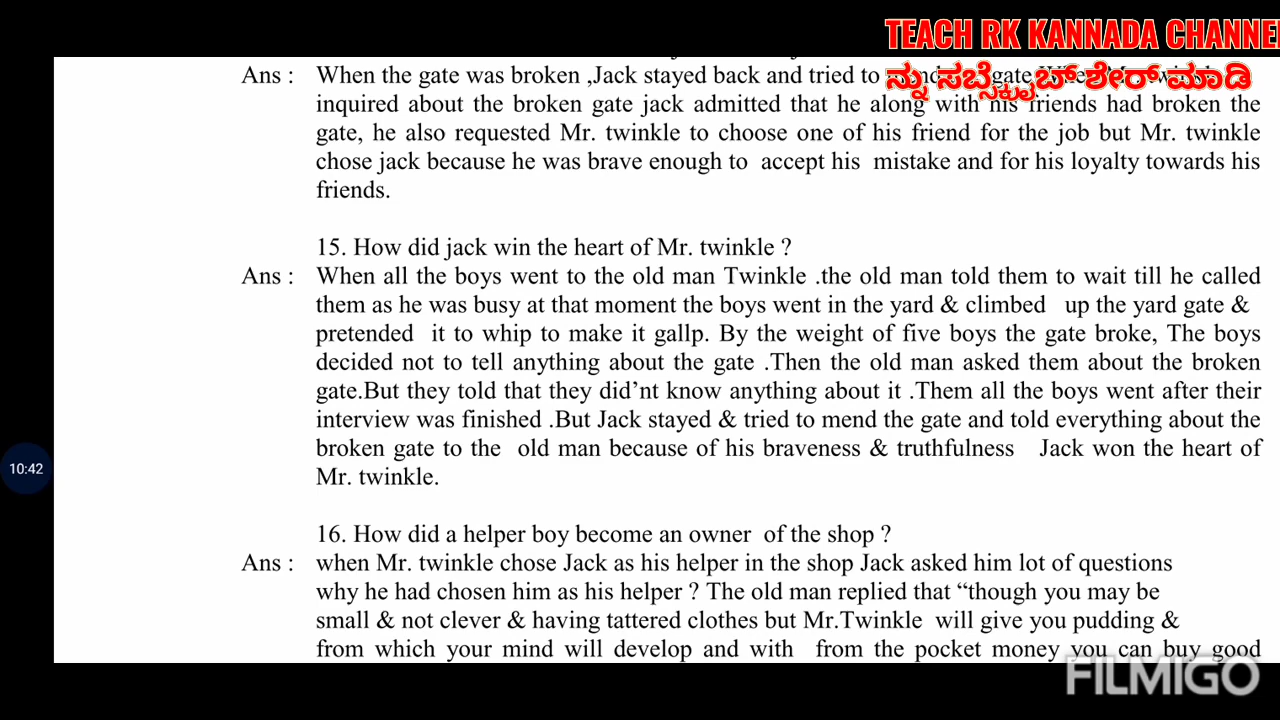 TEACH RK KANNADA CHANNE
ನ್ನು ಸಬ್ಸ್ಕ್ರೈಬ್ ಶೇರ್ ಮಾಡಿ
Ans : When the gate was broken ,Jack stayed back and tried to gate
inquired about the broken gate jack admitted that he along with his friends had broken the
gate, he also requested Mr. twinkle to choose one of his friend for the job but Mr. twinkle
chose jack because he was brave enough to accept his mistake and for his loyalty towards his
friends.
15. How did jack win the heart of Mr. twinkle ?
Ans : When all the boys went to the old man Twinkle .the old man told them to wait till he called
them as he was busy at that moment the boys went in the yard & climbed up the yard gate &
pretended it to whip to make it gallp. By the weight of five boys the gate broke, The boys
decided not to tell anything about the gate .Then the old man asked them about the broken
gate.But they told that they did'nt know anything about it .Them all the boys went after their
interview was finished .But Jack stayed & tried to mend the gate and told everything about the
broken gate to the old man because of his braveness & truthfulness Jack won the heart of
Mr. twinkle.
10:42
16. How did a helper boy become an owner of the shop ?
Ans : when Mr. twinkle chose Jack as his helper in the shop Jack asked him lot of questions
why he had chosen him as his helper ? The old man replied that “though you may be
small & not clever & having tattered clothes but Mr.Twinkle will give you pudding &
from which your mind will develop and with from the pocket money you can buy good
FILMIGO